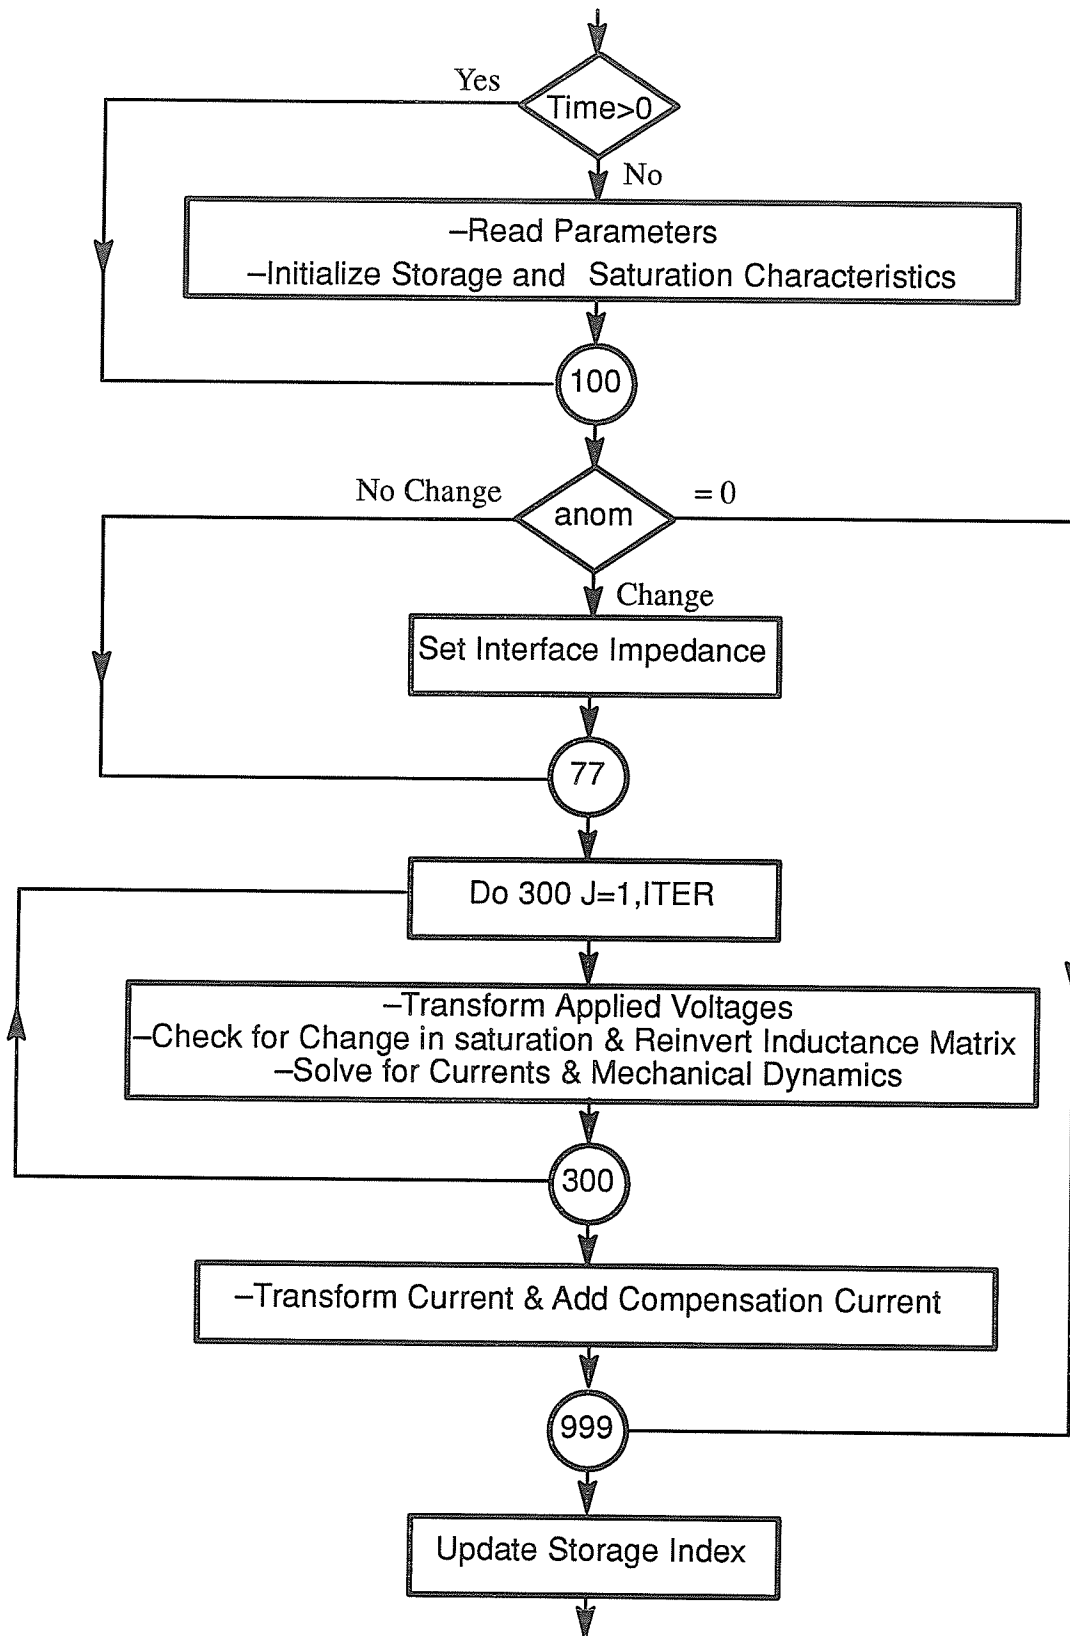 Yes
Time>0
No
–Read Parameters
–Initialize Storage and Saturation Characteristics
100
No Change
= 0
anom
Change
Set Interface Impedance
77
Do 300 J=1,ITER
–Transform Applied Voltages
–Check for Change in saturation & Reinvert Inductance Matrix
–Solve for Currents & Mechanical Dynamics
300
–Transform Current & Add Compensation Current
999
Update Storage Index